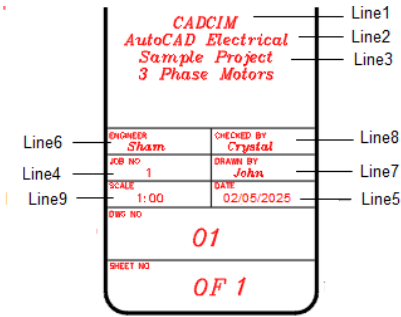 CADCIM Line1
AutoCAD Electrical Line2
Sample Project Line3
3 Phase Motors
Line6 ENGINEER CHECKED BY Line8
Sham Crystal
Line4 JOB NO DRAWN BY Line7
1 John
Line9 SCALE DATE Line5
1:00 02/05/2025
DWG NO
01
SHEET NO
OF 1